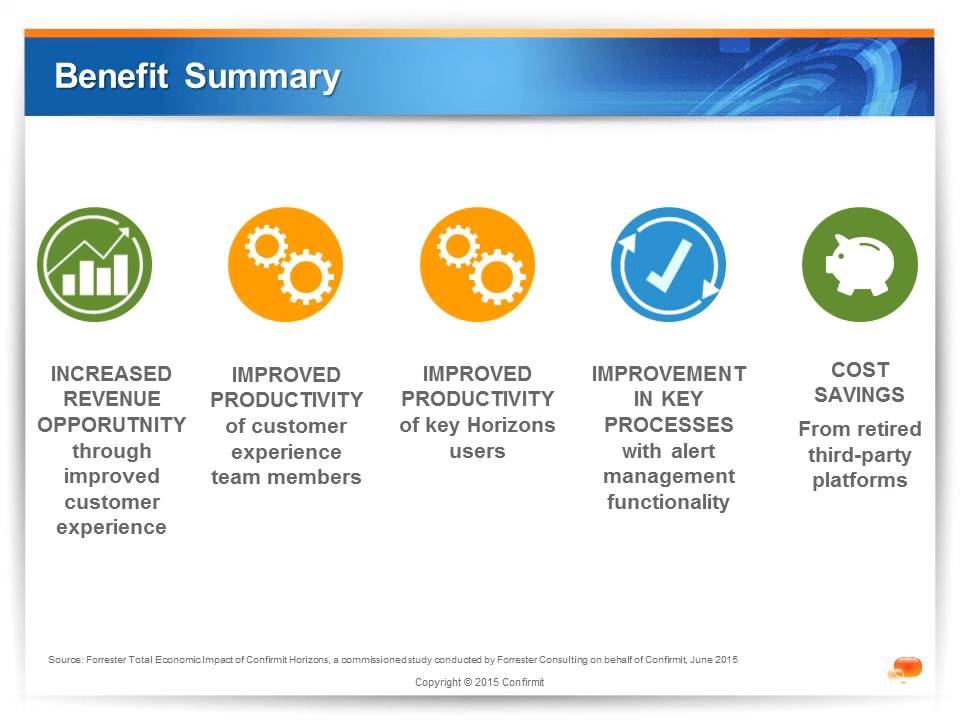 Benefit Summary
INCREASED
REVENUE
OPPORUTNITY
through
improved
customer
experience
IMPROVED
PRODUCTIVITY
of customer
experience
team members
IMPROVED
PRODUCTIVITY
of key Horizons
users
IMPROVEMENT
IN KEY
PROCESSES
with alert
management
functionality
COST
SAVINGS
From retired
third-party
platforms
Source: Forrester Total Economic Impact of Confirmit Horizons, a commissioned study conducted by Forrester Consulting on behalf of Confirmit, June 2015
Copyright © 2015 Confirmit